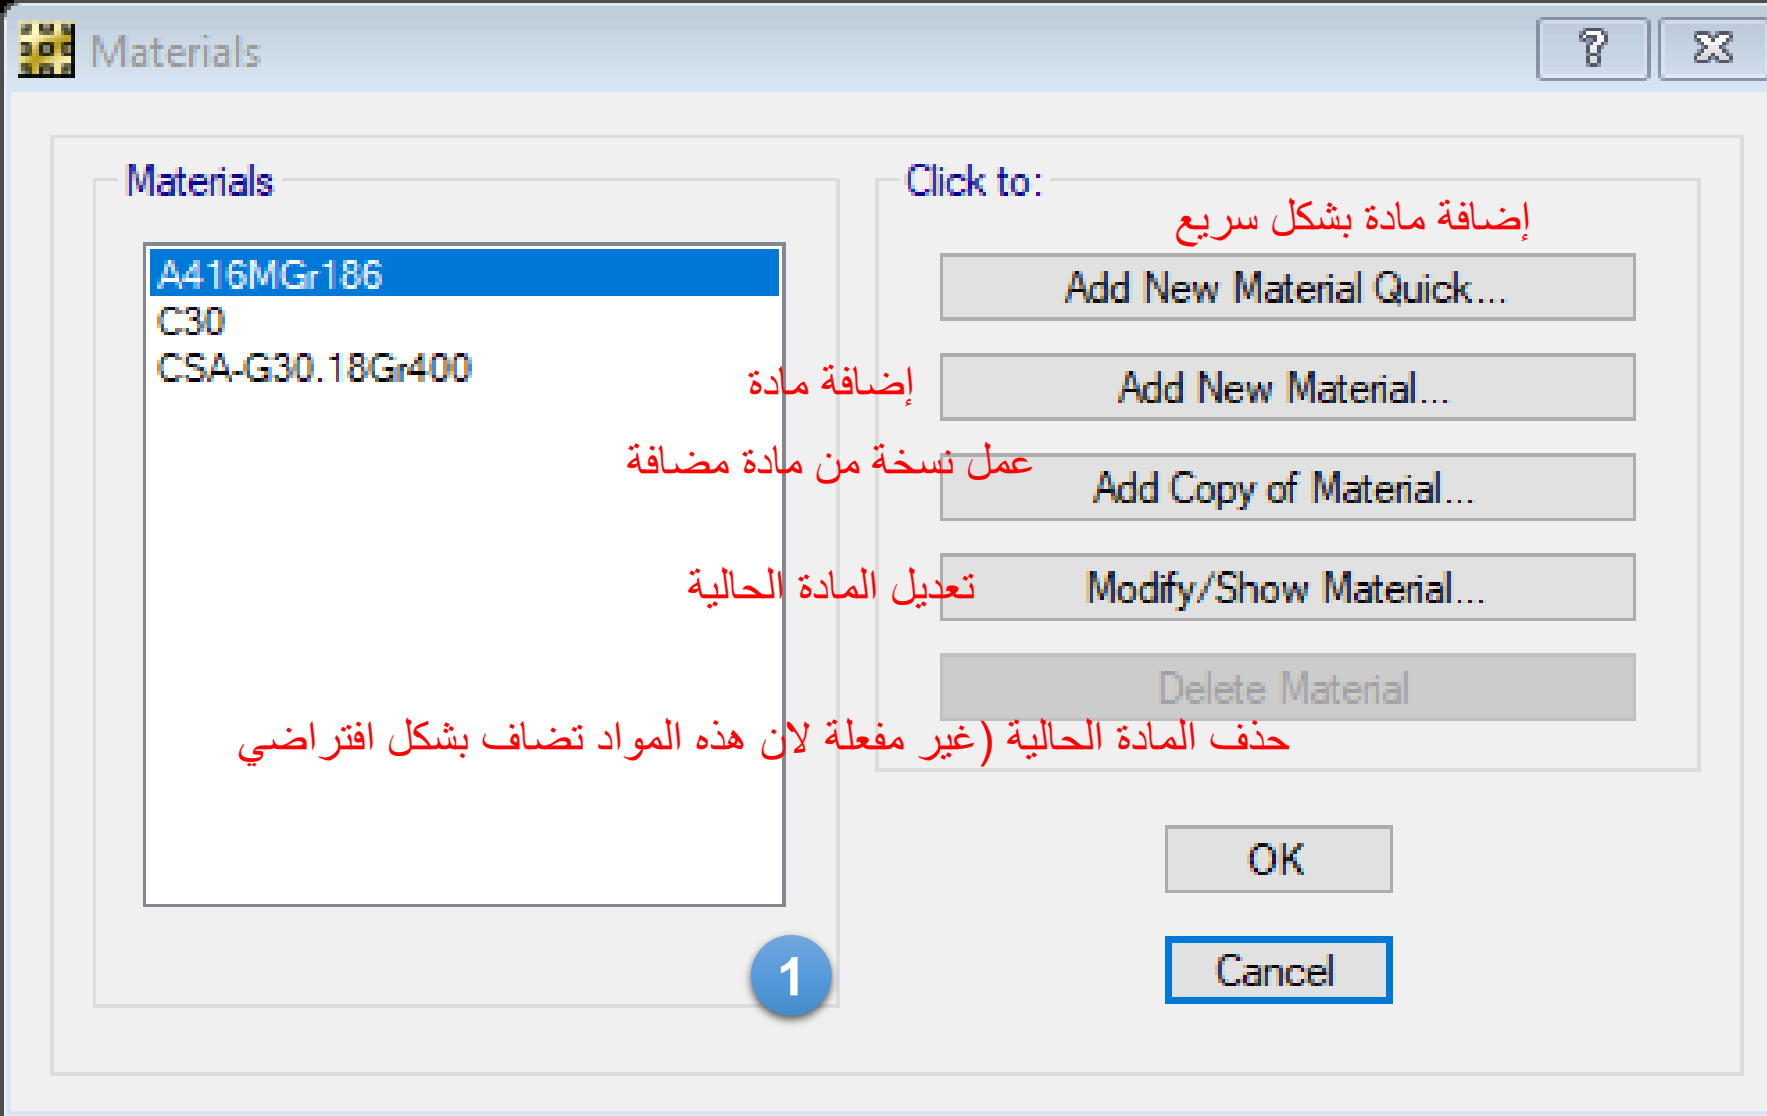 Materials
Materials
A416MGr186
C30
CSA-G30.18Gr400
Click to:
إضافة مادة بشكل سريع
Add New Material Quick...
إضافة مادة
Add New Material...
عمل نسخة من مادة مضافة
Add Copy of Material...
تعديل المادة الحالية
Modify/Show Material...
Delete Material
حذف المادة الحالية (غير مفعلة لان هذه المواد تضاف بشكل افتراضي
OK
Cancel
1